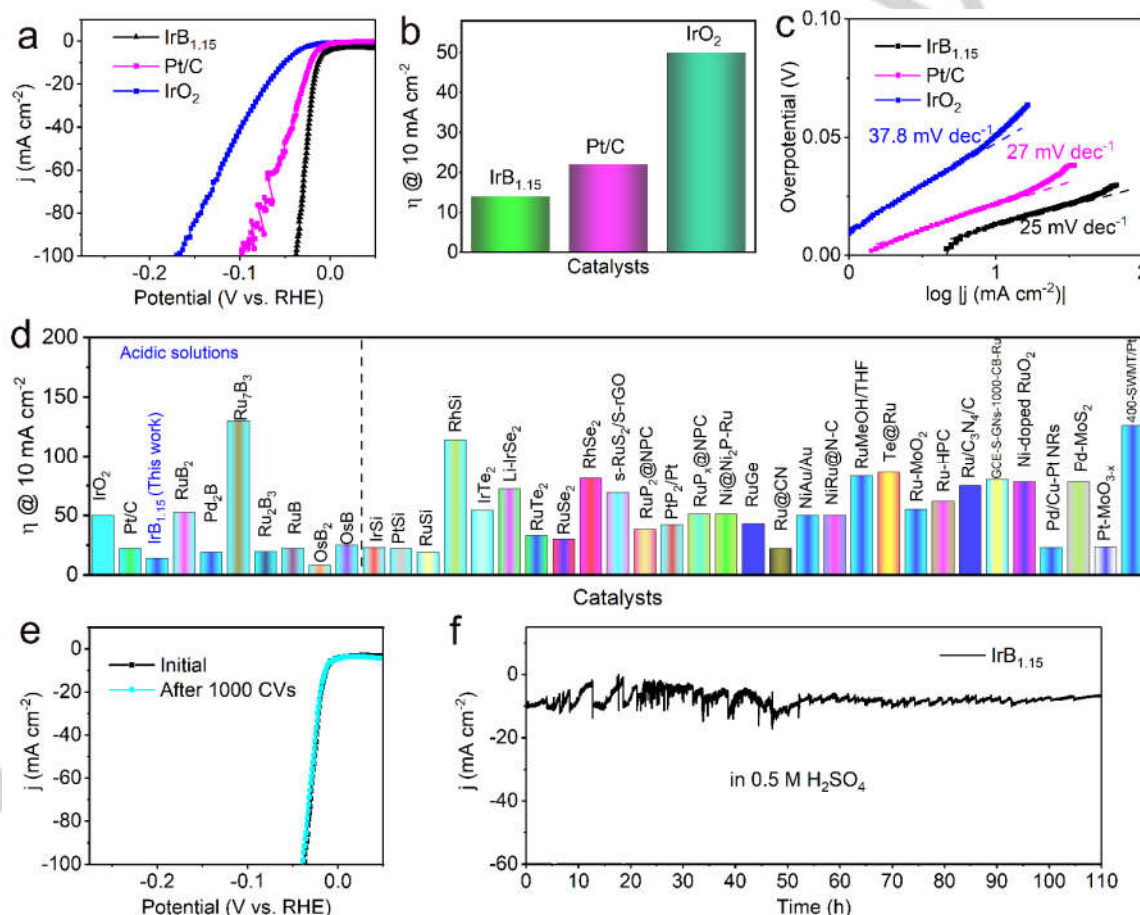 a
IrB1.15
Pt/C
IrO2
j (mA cm-2)
0
-20
-40
-60
-80
-100
-0.2
-0.1
0.0
Potential (V vs. RHE)
b
η @ 10 mA cm-2
50
40
30
20
10
0
IrB1.15
Pt/C
IrO2
Catalysts
c
IrB1.15
Pt/C
IrO2
Overpotential (V)
0.10
0.05
0.00
37.8 mV dec-1
27 mV dec-1
25 mV dec-1
0
1
2
log |j (mA cm-2)|
d
Acidic solutions
η @ 10 mA cm-2
200
150
100
50
0
IrO2
Pt/C
IrB1.15 (This work)
RuB2
Pd2B
Ru7B3
Ru2B3
RuB
OsB2
OsB
IrSi
PtSi
RuSi
RhSi
IrTe2
Li-IrSe2
RuTe2
RuSe2
RhSe2
s-RuS2/S-rGO
RuP2@NPC
PtP2/Pt
RuPx@NPC
Ni@Ni2P-Ru
RuGe
Ru@CN
NiAu/Au
NiRu@N-C
RuMeOH/THF
Te@Ru
Ru-MoO2
Ru-HPC
Ru/C3N4/C
GCE-S-GNs-1000-CB-Ru
Ni-doped RuO2
Pd/Cu-Pt NRs
Pd-MoS2
Pt-MoO3-x
400-SWMT/Pt
Catalysts
e
Initial
After 1000 CVs
j (mA cm-2)
0
-20
-40
-60
-80
-100
-0.2
-0.1
0.0
Potential (V vs. RHE)
f
IrB1.15
j (mA cm-2)
0
-20
-40
-60
in 0.5 M H2SO4
0
10
20
30
40
50
60
70
80
90
100
110
Time (h)